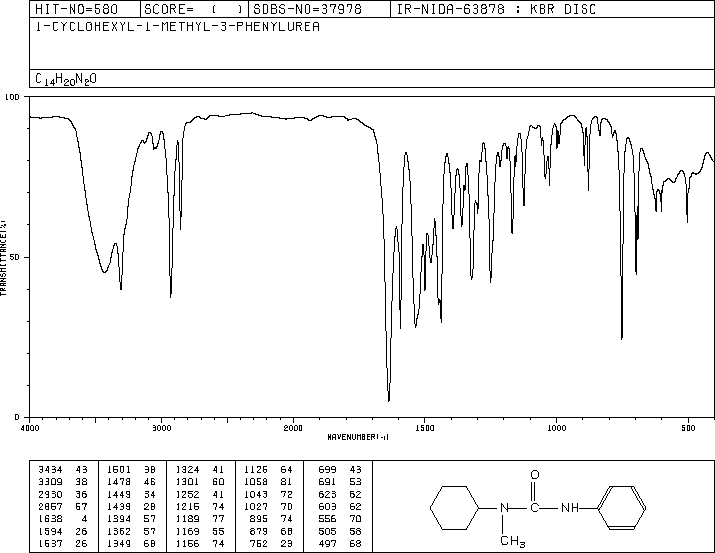 HIT-NO=580 SCORE= ( ) SDBS-NO=37978 IR-NIDA-63878 : KBR DISC
1-CYCLOHEXYL-1-METHYL-3-PHENYLUREA
C14H20N2O
100
50
0
TRANSMITTANCE(%)
4000 3000 2000 1500 1000 500
WAVENUMBER(-1)
3434 43 1501 38 1324 41 1126 64 699 43
3309 38 1478 46 1301 60 1058 81 691 53
2930 36 1449 34 1252 41 1043 72 623 62
2857 57 1439 28 1216 74 1027 70 603 62
1638 4 1394 57 1189 77 895 74 556 70
1594 26 1362 57 1169 55 879 68 505 58
1537 26 1349 68 1156 74 752 23 497 68
O
N C NH
CH3